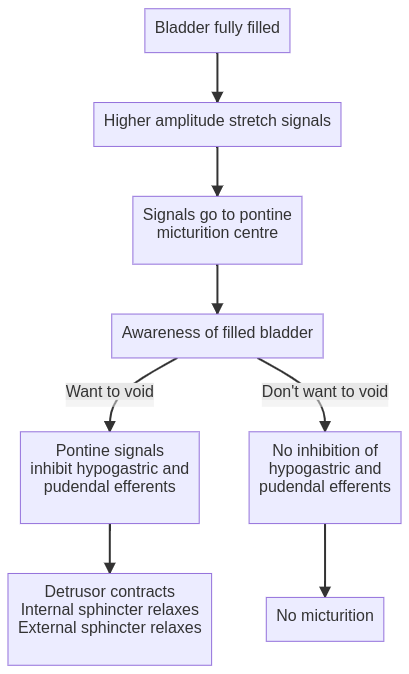 Bladder fully filled
Higher amplitude stretch signals
Signals go to pontine
micturition centre
Awareness of filled bladder
Want to void
Don't want to void
Pontine signals
inhibit hypogastric and
pudendal efferents
No inhibition of
hypogastric and
pudendal efferents
Detrusor contracts
Internal sphincter relaxes
External sphincter relaxes
No micturition